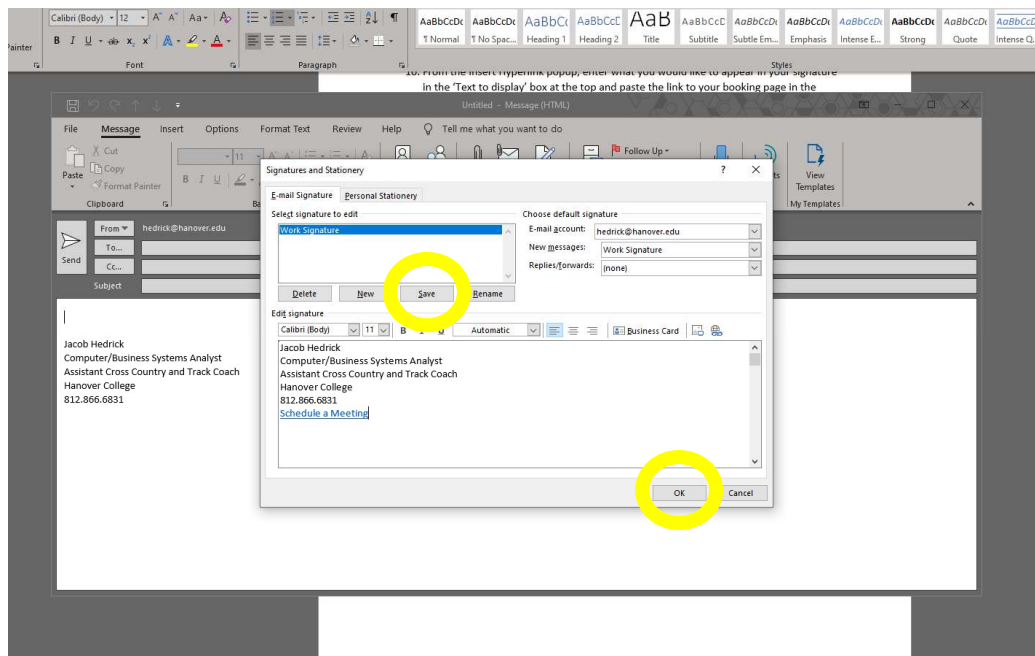 Calibri (Body) 12 A A Aa A
AaBbCcDc AaBbCcDc AaBbC( AaBbCcE AaB AaBbCcD AaBbCcDt AaBbCcDt AaBbCcDt AaBbCcDc AaBbCcDt AaBbCcD
Painter B I U ab x x A A
¶ Normal ¶ No Spac... Heading 1 Heading 2 Title Subtitle Subtle Em... Emphasis Intense E... Strong Quote Intense Q.
Font Paragraph Styles
10. From the Insert Hyperlink popup, enter what you would like to appear in your signature
in the 'Text to display' box at the top and paste the link to your booking page in the
Untitled - Message (HTML)
File Message Insert Options Format Text Review Help Tell me what you want to do
Cut
Paste Copy
Format Painter
11
B I U
Follow Up
View
Templates
Clipboard My Templates
Signatures and Stationery ? X
E-mail Signature Personal Stationery
Select signature to edit
Work Signature
Choose default signature
E-mail account: hedrick@hanover.edu
New messages: Work Signature
Replies/forwards: (none)
Delete New Save Rename
Edit signature
Calibri (Body) 11 B I U Automatic Business Card
Jacob Hedrick
Computer/Business Systems Analyst
Assistant Cross Country and Track Coach
Hanover College
812.866.6831
Schedule a Meeting
OK Cancel
Send
From hedrick@hanover.edu
To...
Cc...
Subject
Jacob Hedrick
Computer/Business Systems Analyst
Assistant Cross Country and Track Coach
Hanover College
812.866.6831